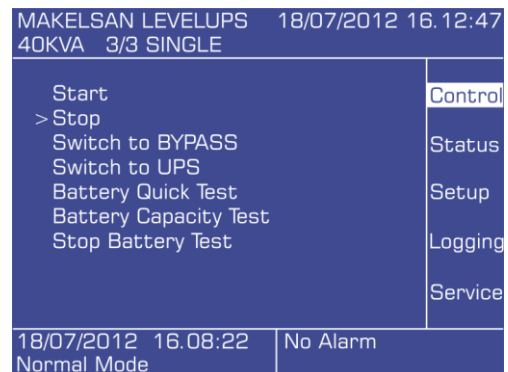 MAKELSAN LEVELUPS 18/07/2012 16.12:47
40KVA 3/3 SINGLE
Start
> Stop
Switch to BYPASS
Switch to UPS
Battery Quick Test
Battery Capacity Test
Stop Battery Test
Control
Status
Setup
Logging
Service
18/07/2012 16.08:22 No Alarm
Normal Mode